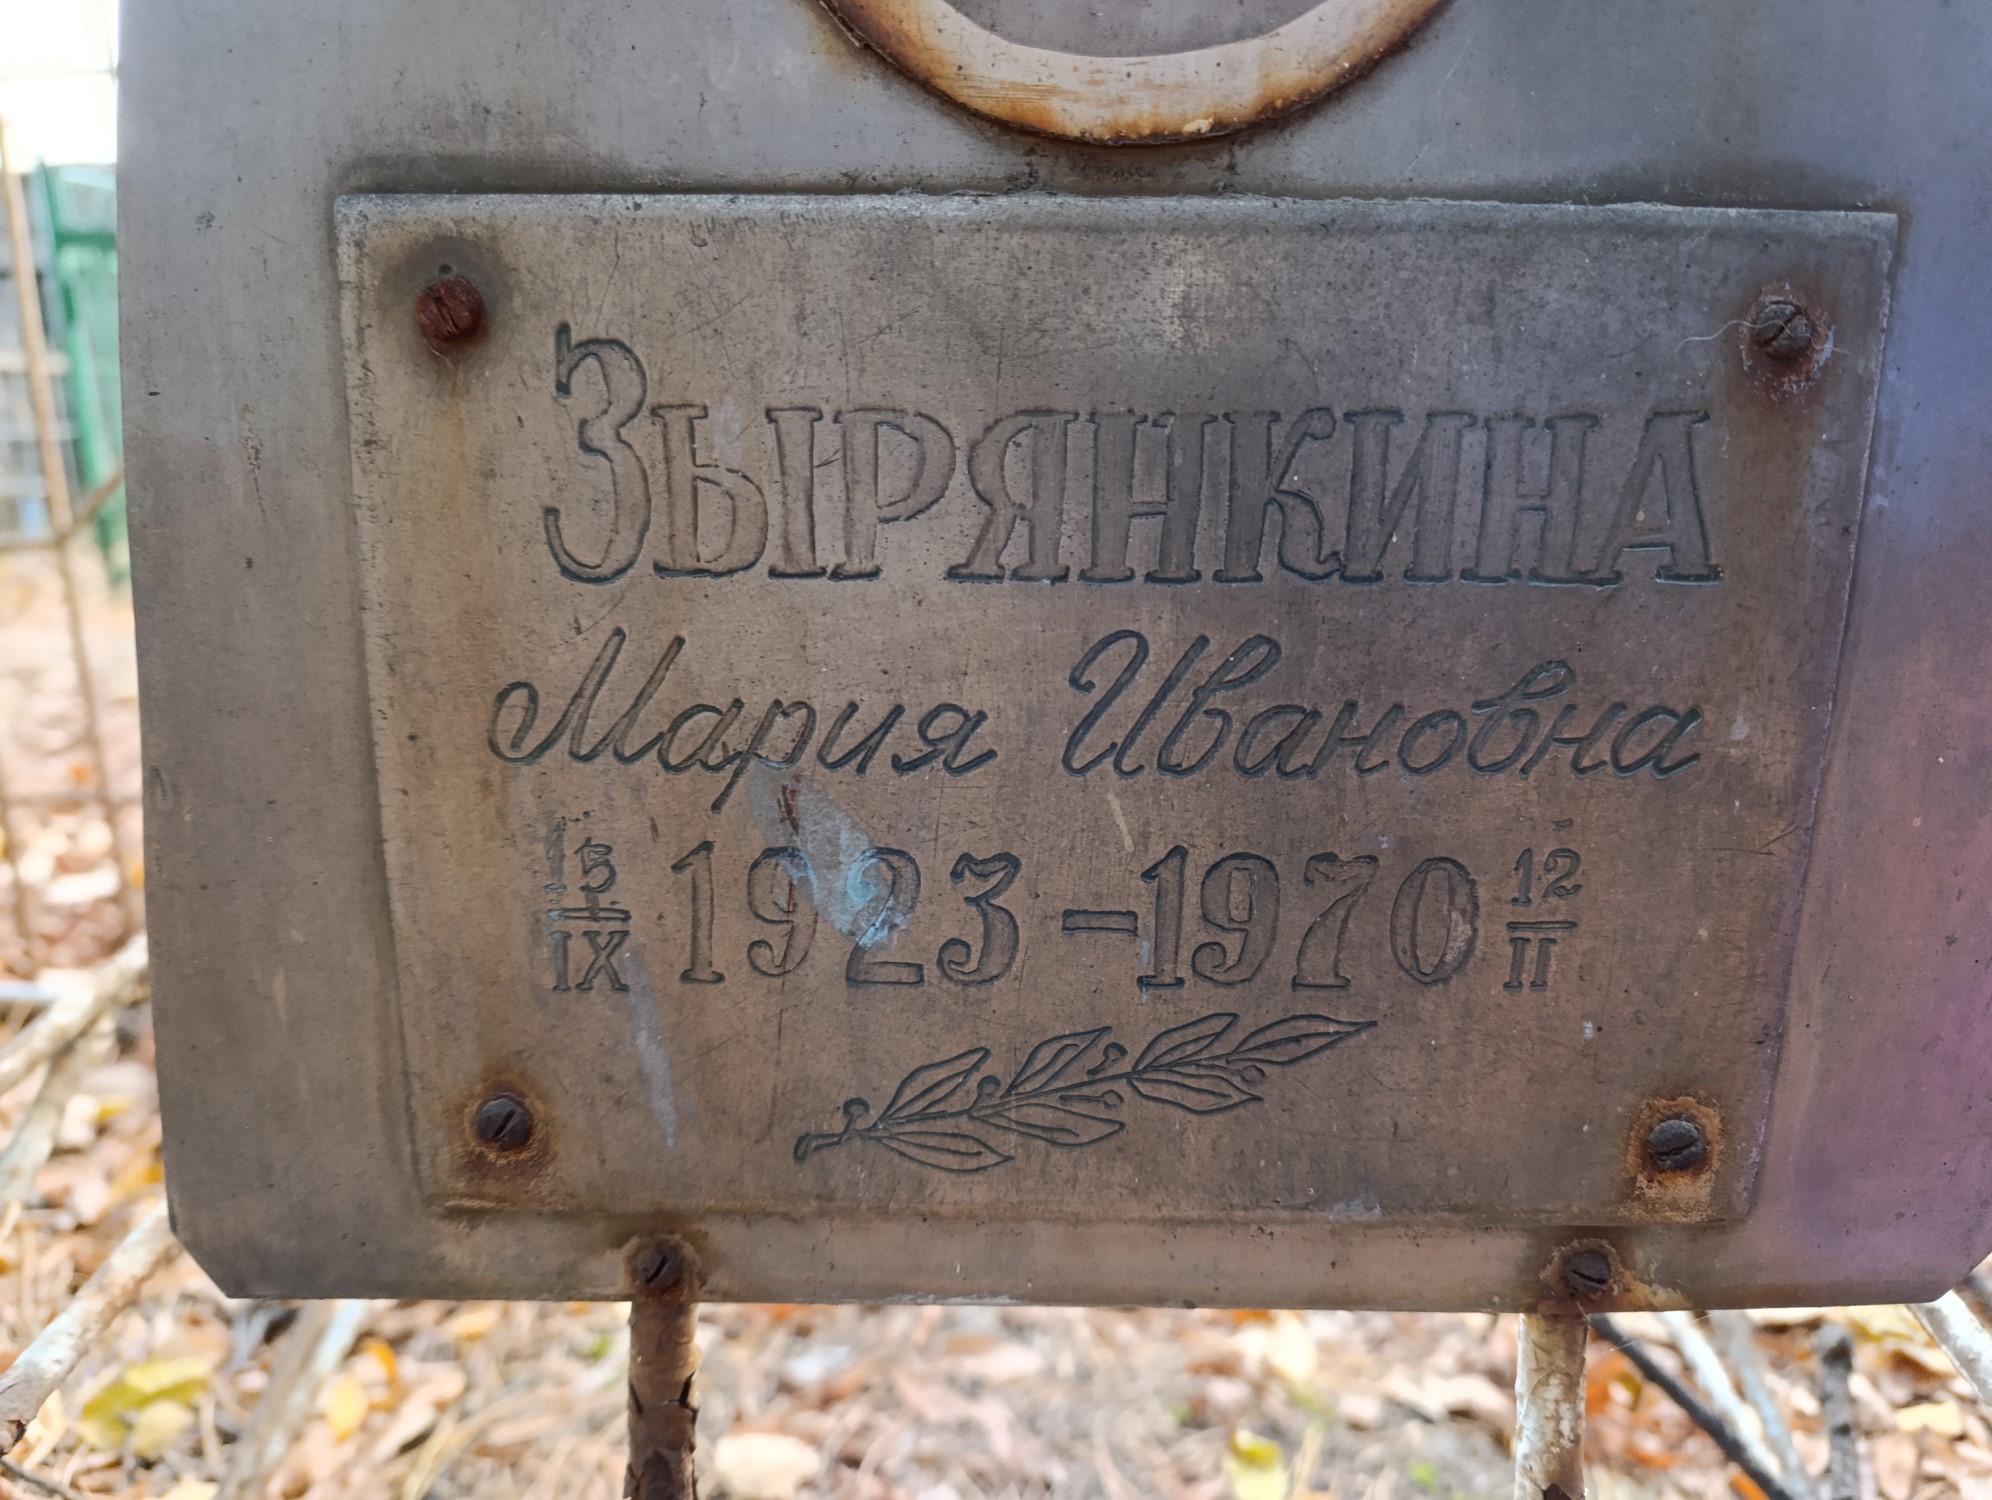 Зырянкина
Мария Ивановна
15/IX 1923-1970 12/II